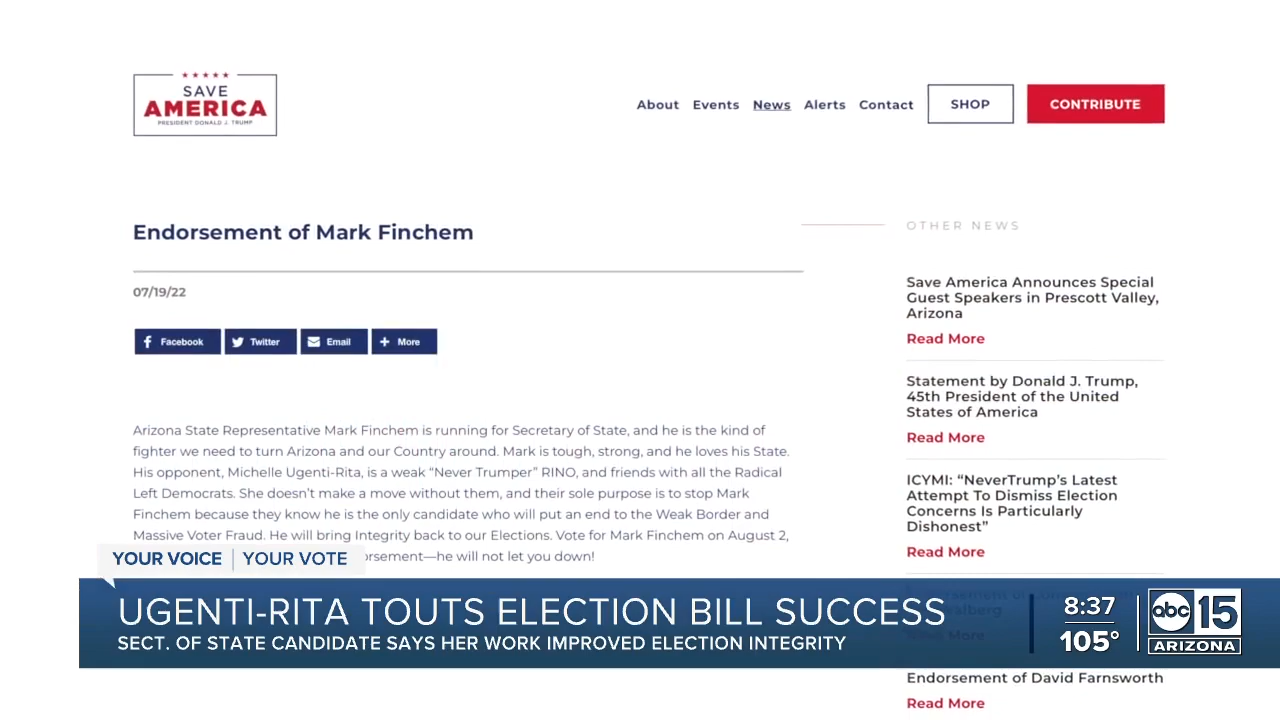 SAVE
AMERICA
PRESIDENT DONALD J. TRUMP
About Events News Alerts Contact SHOP CONTRIBUTE
Endorsement of Mark Finchem
07/19/22
Facebook Twitter Email More
Arizona State Representative Mark Finchem is running for Secretary of State, and he is the kind of
fighter we need to turn Arizona and our Country around. Mark is tough, strong, and he loves his State.
His opponent, Michelle Ugenti-Rita, is a weak “Never Trumper” RINO, and friends with all the Radical
Left Democrats. She doesn’t make a move without them, and their sole purpose is to stop Mark
Finchem because they know he is the only candidate who will put an end to the Weak Border and
Massive Voter Fraud. He will bring Integrity back to our Elections. Vote for Mark Finchem on August 2,
he will not let you down!
OTHER NEWS
Save America Announces Special
Guest Speakers in Prescott Valley,
Arizona
Read More
Statement by Donald J. Trump,
45th President of the United
States of America
Read More
ICYMI: “NeverTrump’s Latest
Attempt To Dismiss Election
Concerns Is Particularly
Dishonest”
Read More
Endorsement of David Farnsworth
Read More
YOUR VOICE YOUR VOTE
UGENTI-RITA TOUTS ELECTION BILL SUCCESS
SECT. OF STATE CANDIDATE SAYS HER WORK IMPROVED ELECTION INTEGRITY
8:37
105°
abc 15
ARIZONA